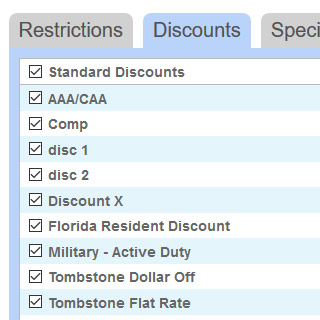 Restrictions Discounts Speci
Standard Discounts
AAA/CAA
Comp
disc 1
disc 2
Discount X
Florida Resident Discount
Military - Active Duty
Tombstone Dollar Off
Tombstone Flat Rate